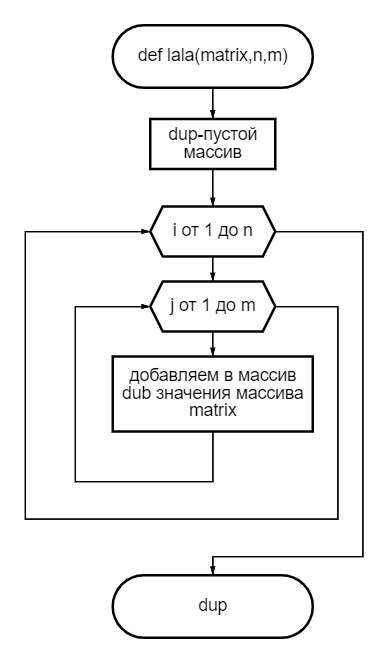 def lala(matrix,n,m)
dup-пустой
массив
i от 1 до n
j от 1 до m
добавляем в массив
dub значения массива
matrix
dup